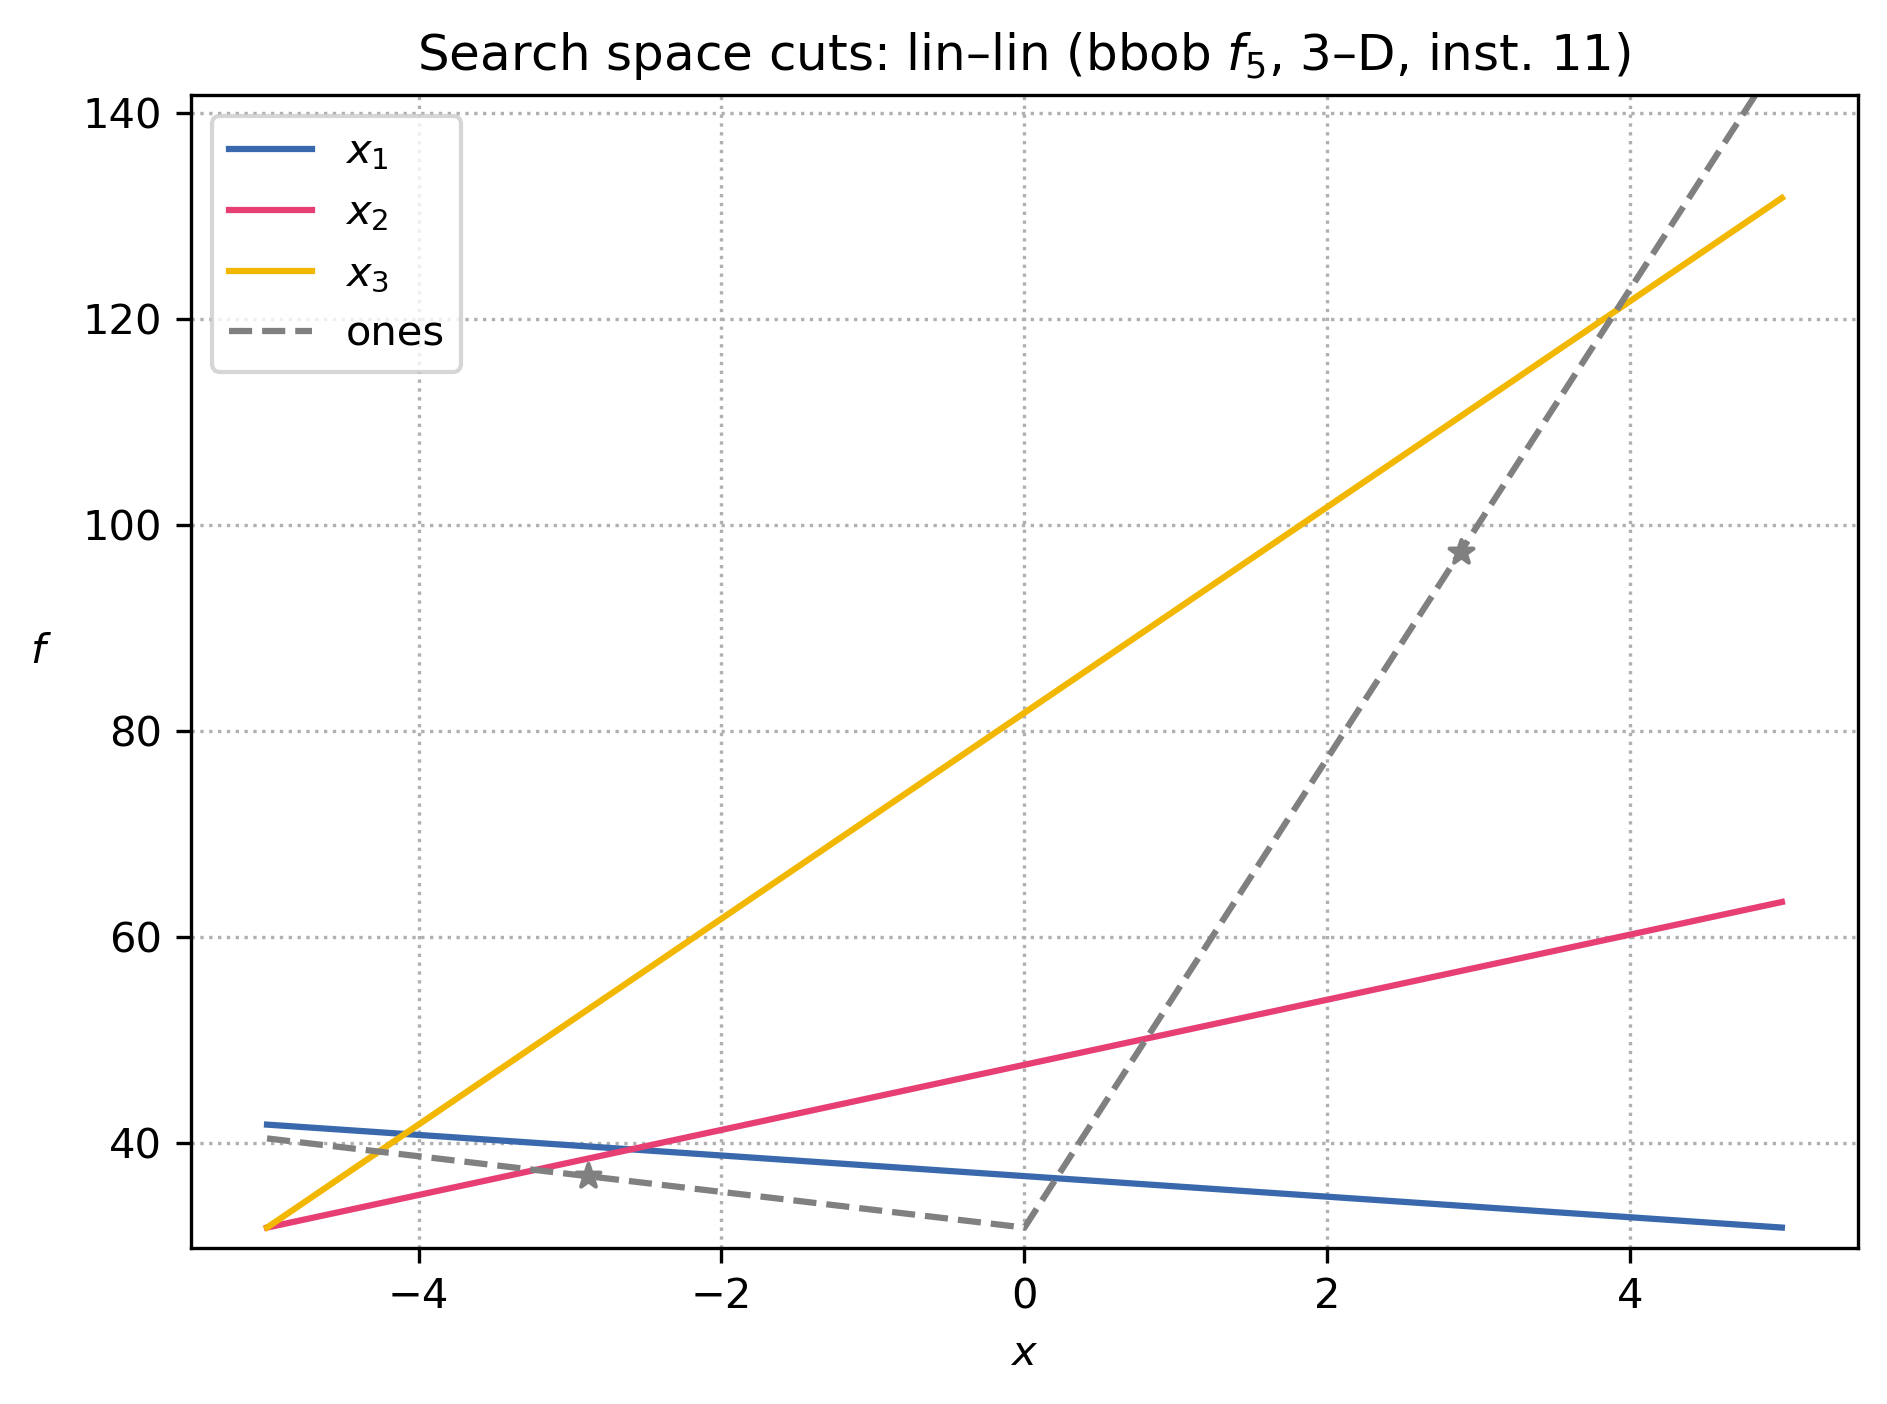 Search space cuts: lin–lin (bbob f₅, 3–D, inst. 11)
x₁
x₂
x₃
ones
140
120
100
80
60
40
f
−4 −2 0 2 4
x